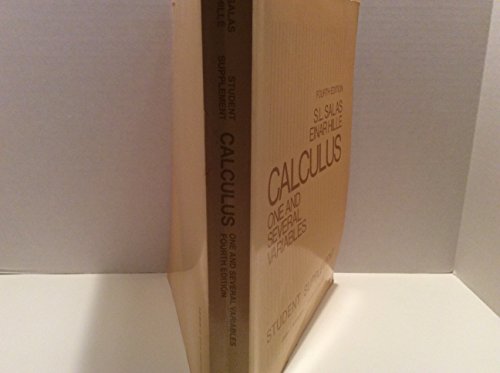 SALAS
HILLE
STUDENT
SUPPLEMENT
CALCULUS
ONE AND SEVERAL VARIABLES
FOURTH EDITION
FOURTH EDITION
S.L. SALAS
EINAR HILLE
CALCULUS
ONE AND
SEVERAL
VARIABLES
STUDENT SUPPLEMENT